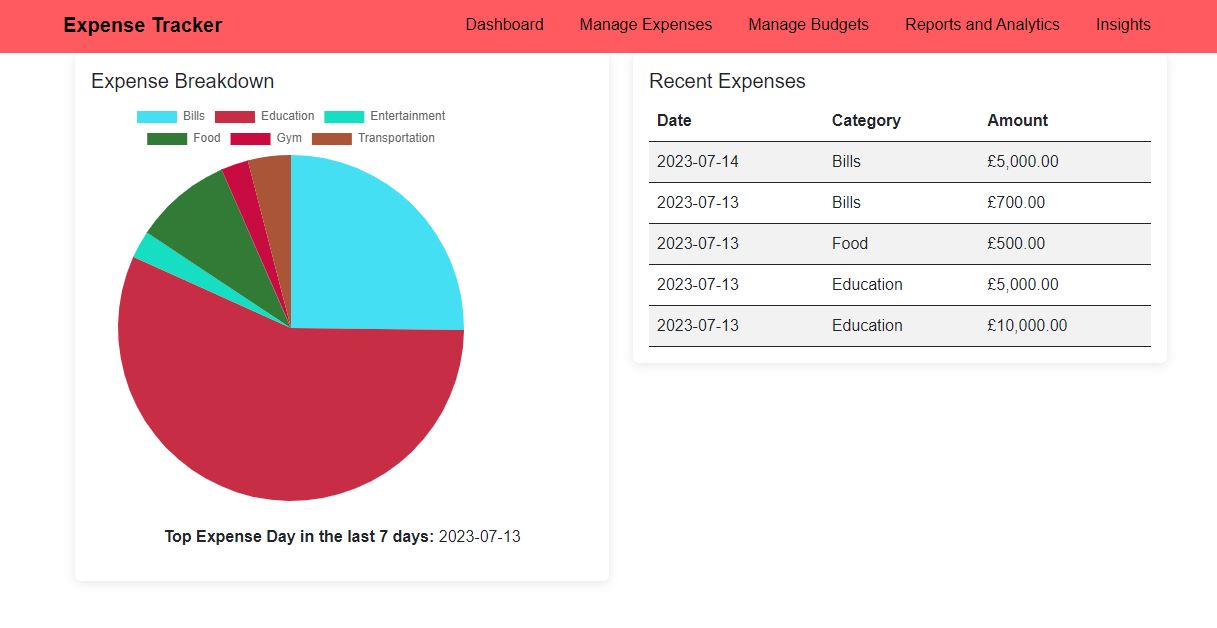 Expense Tracker Dashboard Manage Expenses Manage Budgets Reports and Analytics Insights
Expense Breakdown
Bills Education Entertainment
Food Gym Transportation
Top Expense Day in the last 7 days: 2023-07-13
Recent Expenses
Date Category Amount
2023-07-14 Bills £5,000.00
2023-07-13 Bills £700.00
2023-07-13 Food £500.00
2023-07-13 Education £5,000.00
2023-07-13 Education £10,000.00